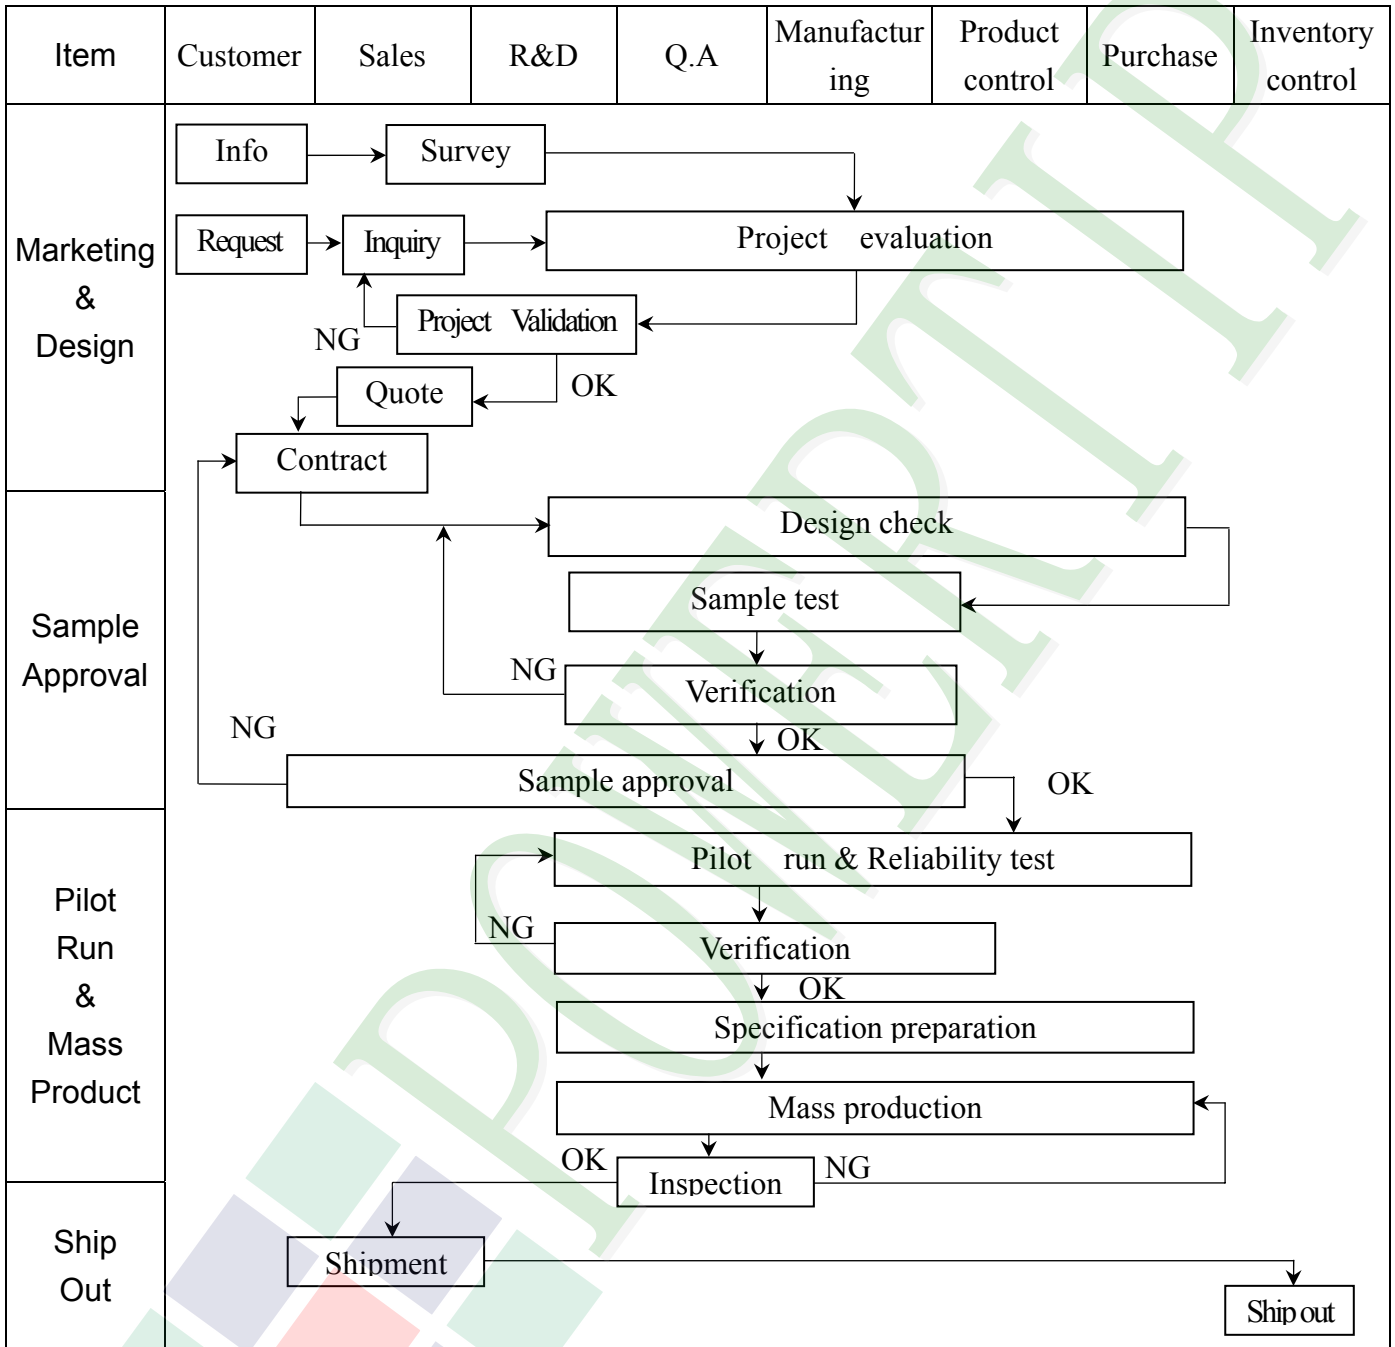 Item Customer Sales R&D Q.A Manufactur Product Purchase Inventory
ing control control
Info Survey
Request Inquiry Project evaluation
Marketing
&
Design
Project Validation
NG
Quote OK
Contract
Design check
Sample test
Sample
Approval
NG Verification
NG OK
Sample approval OK
Pilot run & Reliability test
Pilot
Run
&
Mass
Product
NG Verification
OK
Specification preparation
Mass production
OK Inspection NG
Ship
Out
Shipment
Ship out
POWERTIP